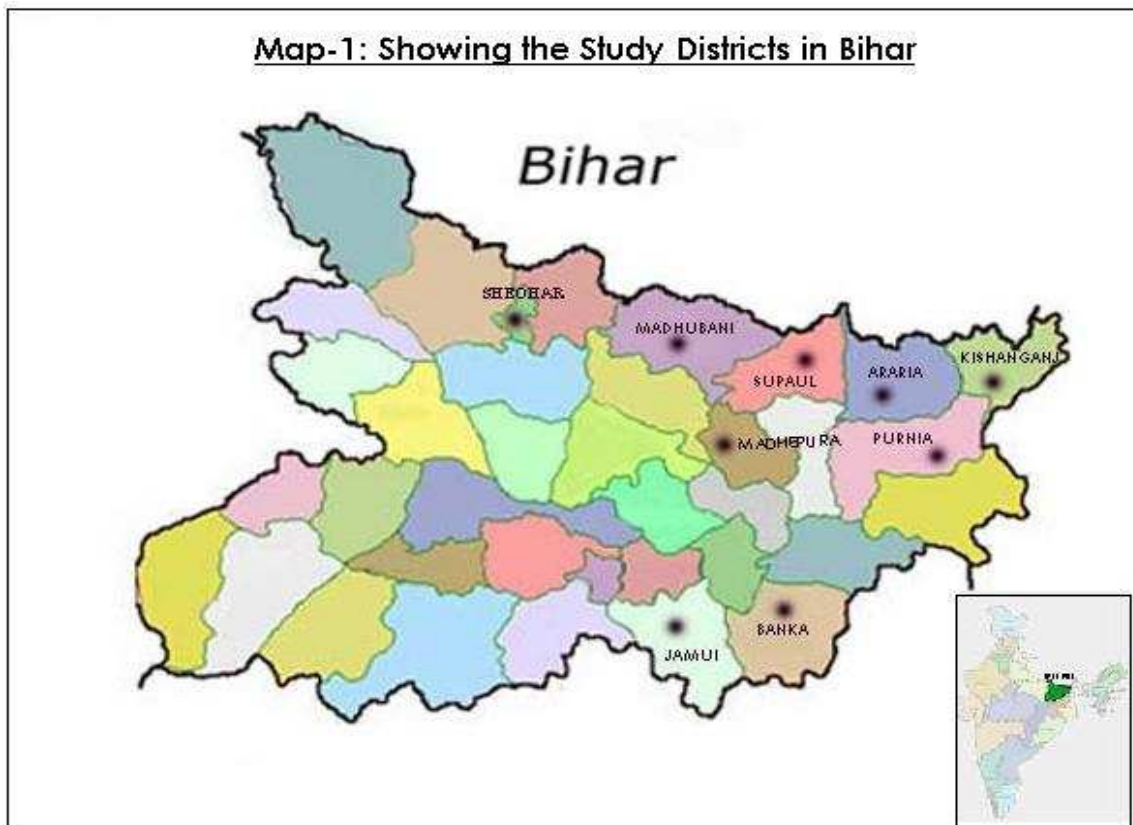 Map-1: Showing the Study Districts in Bihar
Bihar
SHEOHAR
MADHUBANI
SUPAUL
ARARIA
KISHANGANJ
MADHEPURA
PURNIA
BANKA
JAMUI